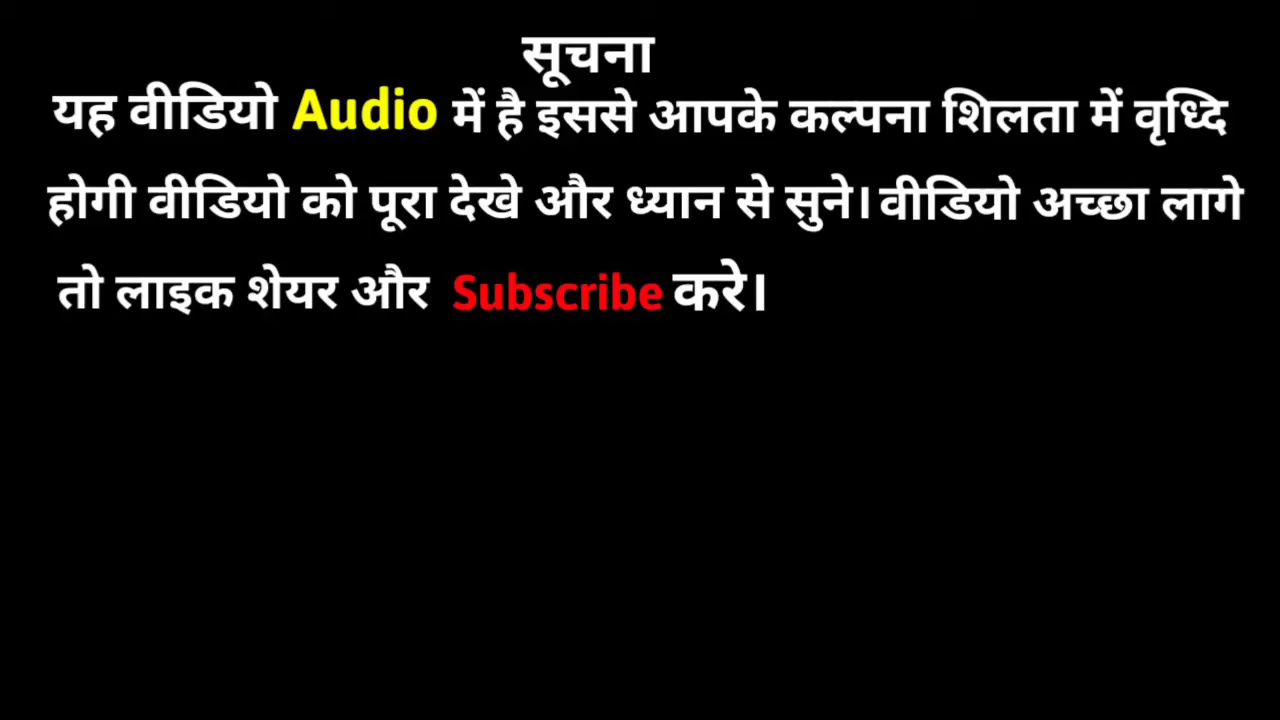 सूचना
यह वीडियो Audio में है इससे आपके कल्पना शिलता में वृध्दि
होगी वीडियो को पूरा देखे और ध्यान से सुने। वीडियो अच्छा लागे
तो लाइक शेयर और Subscribe करे।